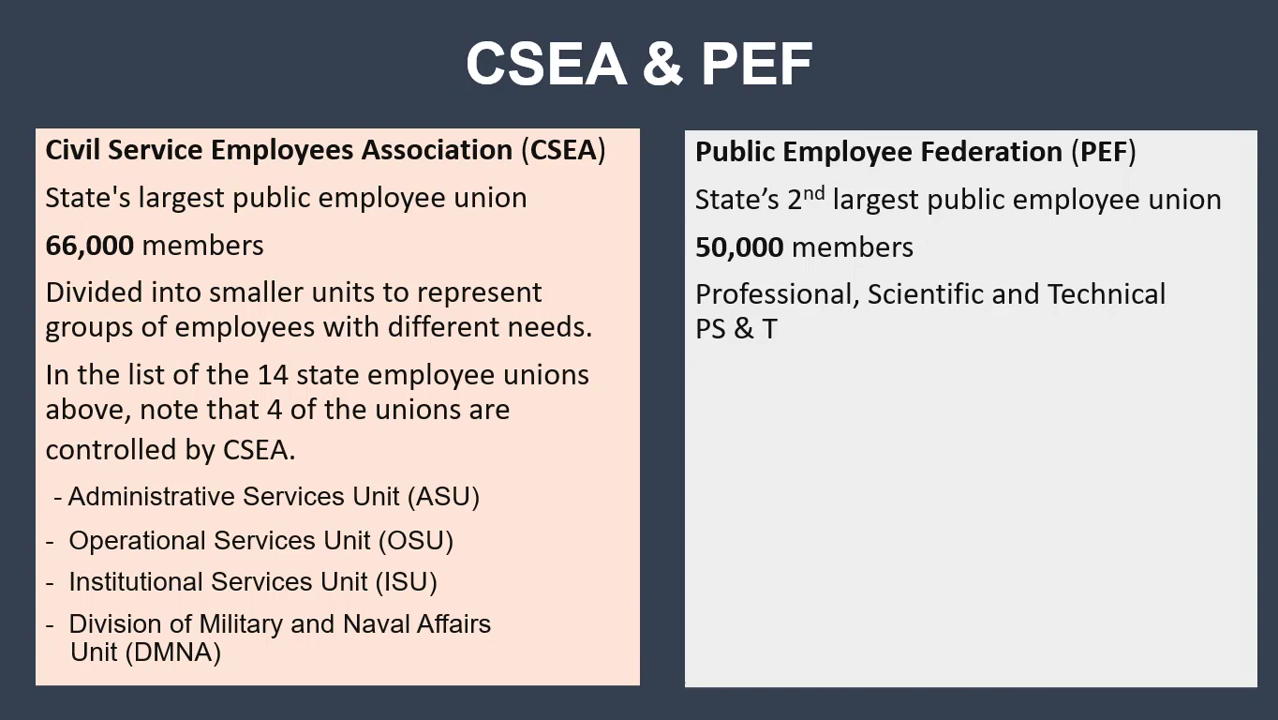 CSEA & PEF
Civil Service Employees Association (CSEA)
State's largest public employee union
66,000 members
Divided into smaller units to represent
groups of employees with different needs.
In the list of the 14 state employee unions
above, note that 4 of the unions are
controlled by CSEA.
- Administrative Services Unit (ASU)
- Operational Services Unit (OSU)
- Institutional Services Unit (ISU)
- Division of Military and Naval Affairs
Unit (DMNA)
Public Employee Federation (PEF)
State’s 2nd largest public employee union
50,000 members
Professional, Scientific and Technical
PS & T